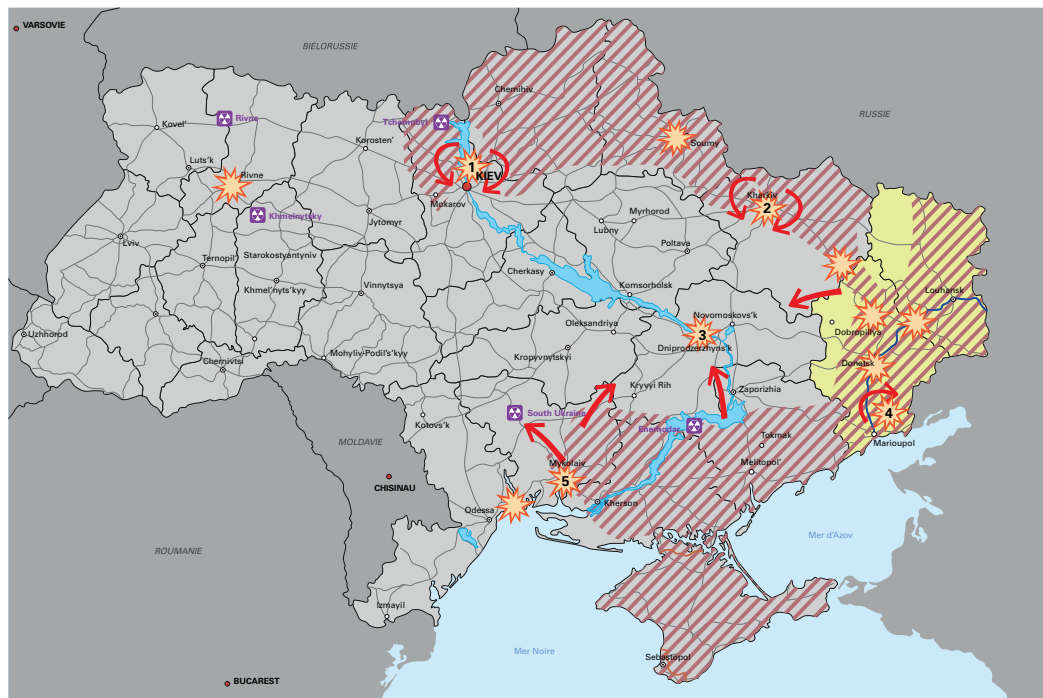 VARSOVIE
BIÉLORUSSIE
RUSSIE
Chernihiv
Kovel'
Rivne
Tchernobyl
Korosten'
Soumy
Luts'k
Rivne
1
KIEV
Kharkiv
2
Mokarov
Khmelnytsky
Jytomyr
Myrhorod
Lubny
Poltava
Lviv
Ternopil'
Starokostyantyniv
Khmel'nyts'kyy
Vinnytsya
Cherkasy
Komsorholsk
Louhansk
Oleksandriya
Novomoskovs'k
3
Dniprodzerzhyns'k
Dobropillya
Uzhhorod
Chernivtsi
Mohyliv-Podil's'kyy
Kropyvnytskyi
Donetsk
Kryvyi Rih
Zaporizhia
Kotovs'k
South Ukraine
Enerhodar
4
Marioupol
MOLDAVIE
Tokmak
Mykolaiv
5
Melitopol'
CHISINAU
Kherson
Odessa
Mer d'Azov
ROUMANIE
Izmayil
Mer Noire
Sebastopol
BUCAREST